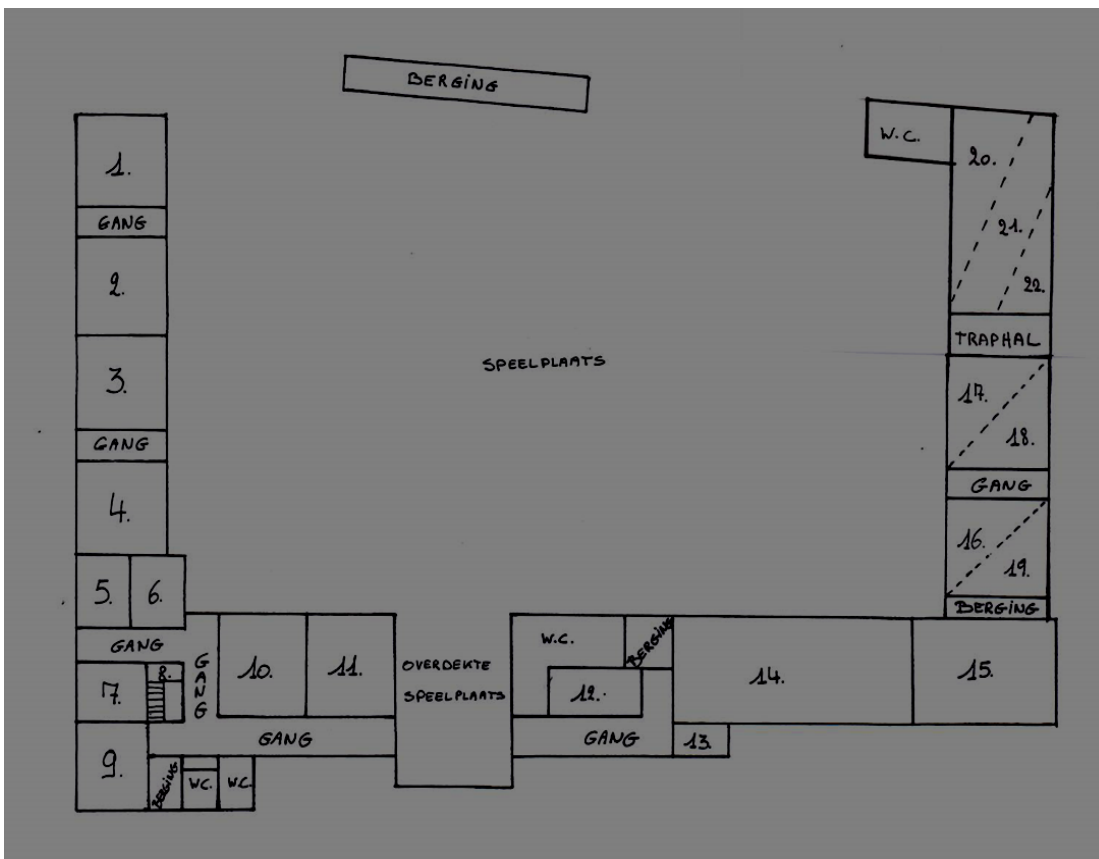 BERGING
W.C.
1.
20.
GANG
21.
2.
22.
TRAPHAL
SPEELPLAATS
3.
17.
18.
GANG
GANG
4.
16.
19.
5.
6.
BERGING
GANG
GANG
10.
11.
OVERDEKTE
SPEELPLAATS
W.C.
BERGING
12.
14.
15.
7.
8.
9.
GANG
GANG
13.
BERGING
W.C.
W.C.